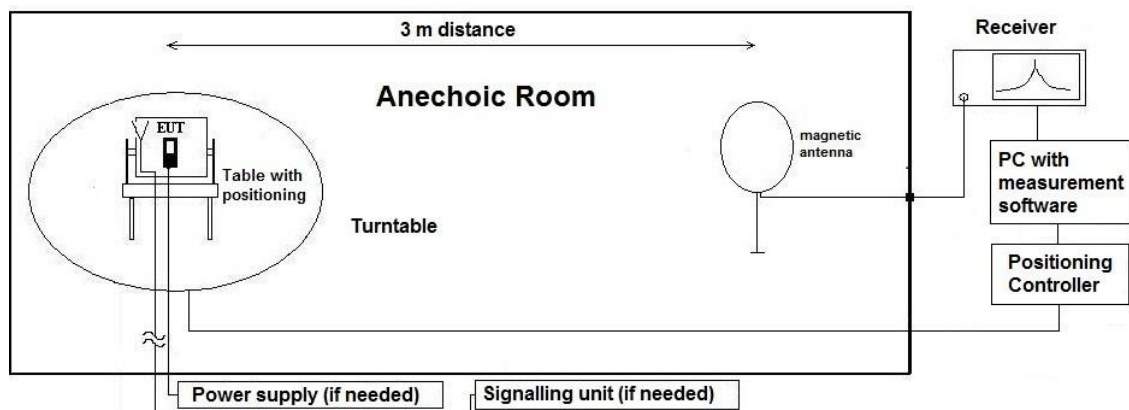 3 m distance
Receiver
Anechoic Room
EUT
magnetic
antenna
Table with
positioning
PC with
measurement
software
Turntable
Positioning
Controller
Power supply (if needed)
Signalling unit (if needed)